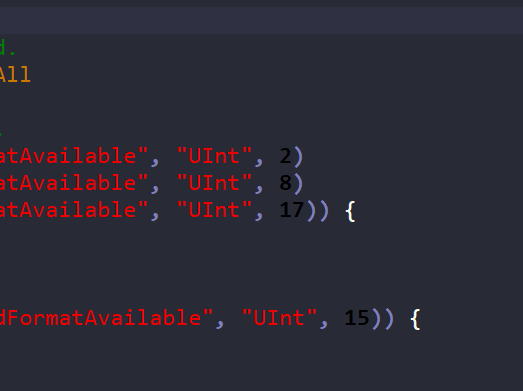 d.
All
atAvailable", "UInt", 2)
atAvailable", "UInt", 8)
atAvailable", "UInt", 17)) {
dFormatAvailable", "UInt", 15)) {